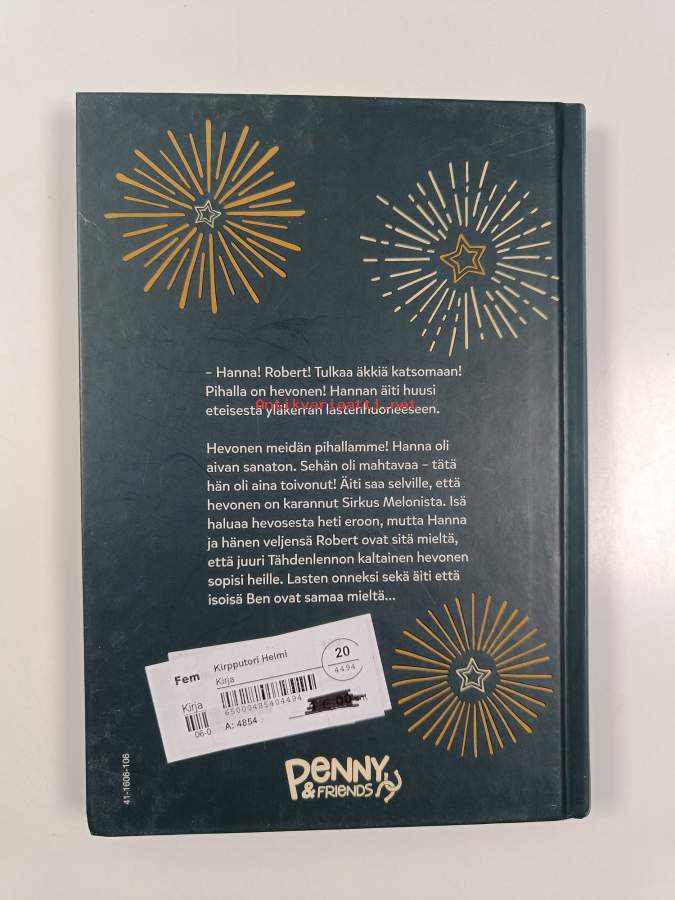 – Hanna! Robert! Tulkaa äkkiä katsomaan!
Pihalla on hevonen! Hannan äiti huusi
eteisestä yläkerran lastenhuoneeseen.
Antikvariaatti.net
Hevonen meidän pihallamme! Hanna oli
aivan sanaton. Sehän oli mahtavaa – tätä
hän oli aina toivonut! Äiti saa selville, että
hevonen on karannut Sirkus Melonista. Isä
haluaa hevosesta heti eroon, mutta Hanna
ja hänen veljensä Robert ovat sitä mieltä,
että juuri Tähdenlennon kaltainen hevonen
sopisi heille. Lasten onneksi sekä äiti että
isoisä Ben ovat samaa mieltä...
Fem
Kirja
06-0
Kirpputori Helmi
Kirja
20
4494
65000485404494
A: 4854
PENNY
& FRIENDS
41-1606-106